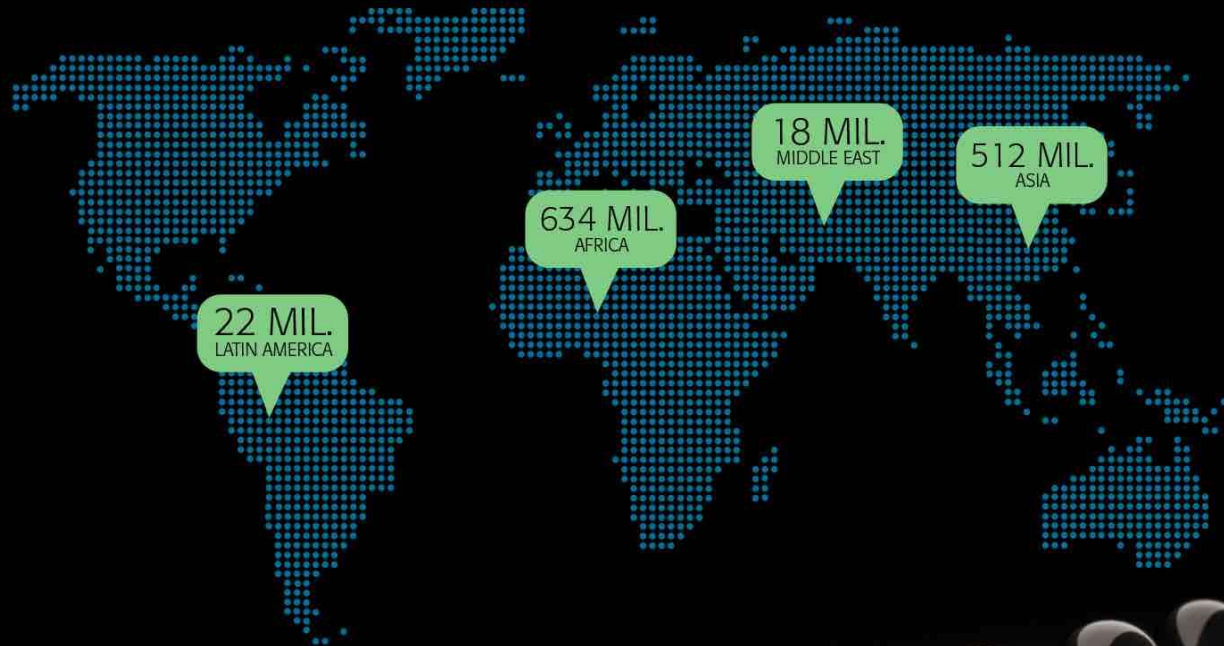 18 MIL.
MIDDLE EAST
512 MIL.
ASIA
634 MIL.
AFRICA
22 MIL.
LATIN AMERICA